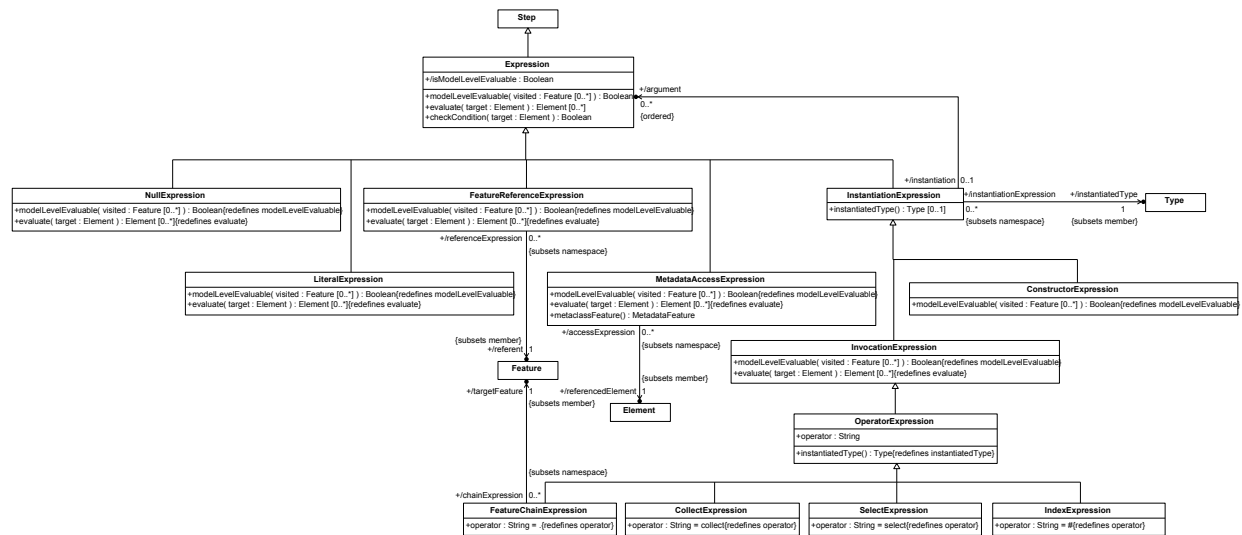 Step
Expression
+/isModelLevelEvaluable : Boolean
+modelLevelEvaluable( visited : Feature [0..*] ) : Boolean
+evaluate( target : Element ) : Element [0..*]
+checkCondition( target : Element ) : Boolean
+/argument
0..*
{ordered}
+/instantiation 0..1
NullExpression
+modelLevelEvaluable( visited : Feature [0..*] ) : Boolean{redefines modelLevelEvaluable}
+evaluate( target : Element ) : Element [0..*]{redefines evaluate}
FeatureReferenceExpression
+modelLevelEvaluable( visited : Feature [0..*] ) : Boolean{redefines modelLevelEvaluable}
+evaluate( target : Element ) : Element [0..*]{redefines evaluate}
InstantiationExpression
+instantiatedType() : Type [0..1]
+/instantiationExpression
0..*
{subsets namespace}
+/instantiatedType
1
{subsets member}
Type
+/referenceExpression 0..*
{subsets namespace}
LiteralExpression
+modelLevelEvaluable( visited : Feature [0..*] ) : Boolean{redefines modelLevelEvaluable}
+evaluate( target : Element ) : Element [0..*]{redefines evaluate}
MetadataAccessExpression
+modelLevelEvaluable( visited : Feature [0..*] ) : Boolean{redefines modelLevelEvaluable}
+evaluate( target : Element ) : Element [0..*]{redefines evaluate}
+metaclassFeature() : MetadataFeature
ConstructorExpression
+modelLevelEvaluable( visited : Feature [0..*] ) : Boolean{redefines modelLevelEvaluable}
+/accessExpression 0..*
{subsets namespace}
{subsets member}
+/referent 1
Feature
InvocationExpression
+modelLevelEvaluable( visited : Feature [0..*] ) : Boolean{redefines modelLevelEvaluable}
+evaluate( target : Element ) : Element [0..*]{redefines evaluate}
{subsets member}
+/referencedElement 1
Element
+/targetFeature 1
{subsets member}
OperatorExpression
+operator : String
+instantiatedType() : Type{redefines instantiatedType}
{subsets namespace}
+/chainExpression 0..*
FeatureChainExpression
+operator : String = .{redefines operator}
CollectExpression
+operator : String = collect{redefines operator}
SelectExpression
+operator : String = select{redefines operator}
IndexExpression
+operator : String = #{redefines operator}